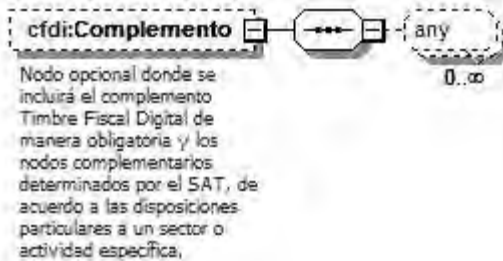 cfdi:Complemento
any
0..∞
Nodo opcional donde se
incluirá el complemento
Timbre Fiscal Digital de
manera obligatoria y los
nodos complementarios
determinados por el SAT, de
acuerdo a las disposiciones
particulares a un sector o
actividad específica,